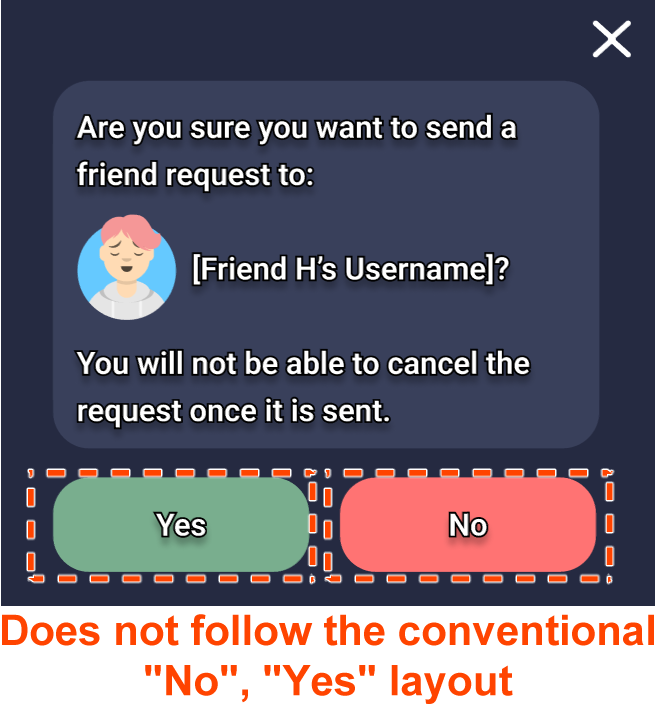 Are you sure you want to send a
friend request to:
[Friend H's Username]?
You will not be able to cancel the
request once it is sent.
Yes
No
Does not follow the conventional
"No", "Yes" layout